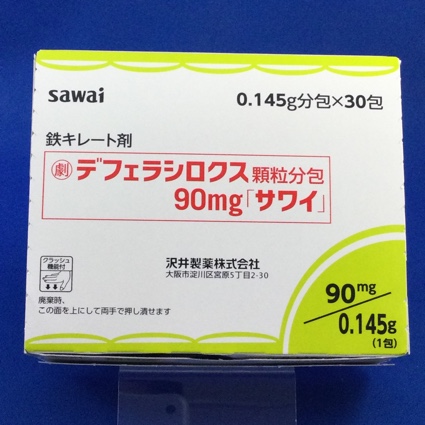 sawai
0.145g分包×30包
鉄キレート剤
劇 デフェラシロクス 顆粒分包
90mg「サワイ」
クラッシュ
機能付
沢井製薬株式会社
大阪市淀川区宮原5丁目2-30
廃棄時、
この面を上にして両手で押し潰せます
90mg
0.145g
(1包)